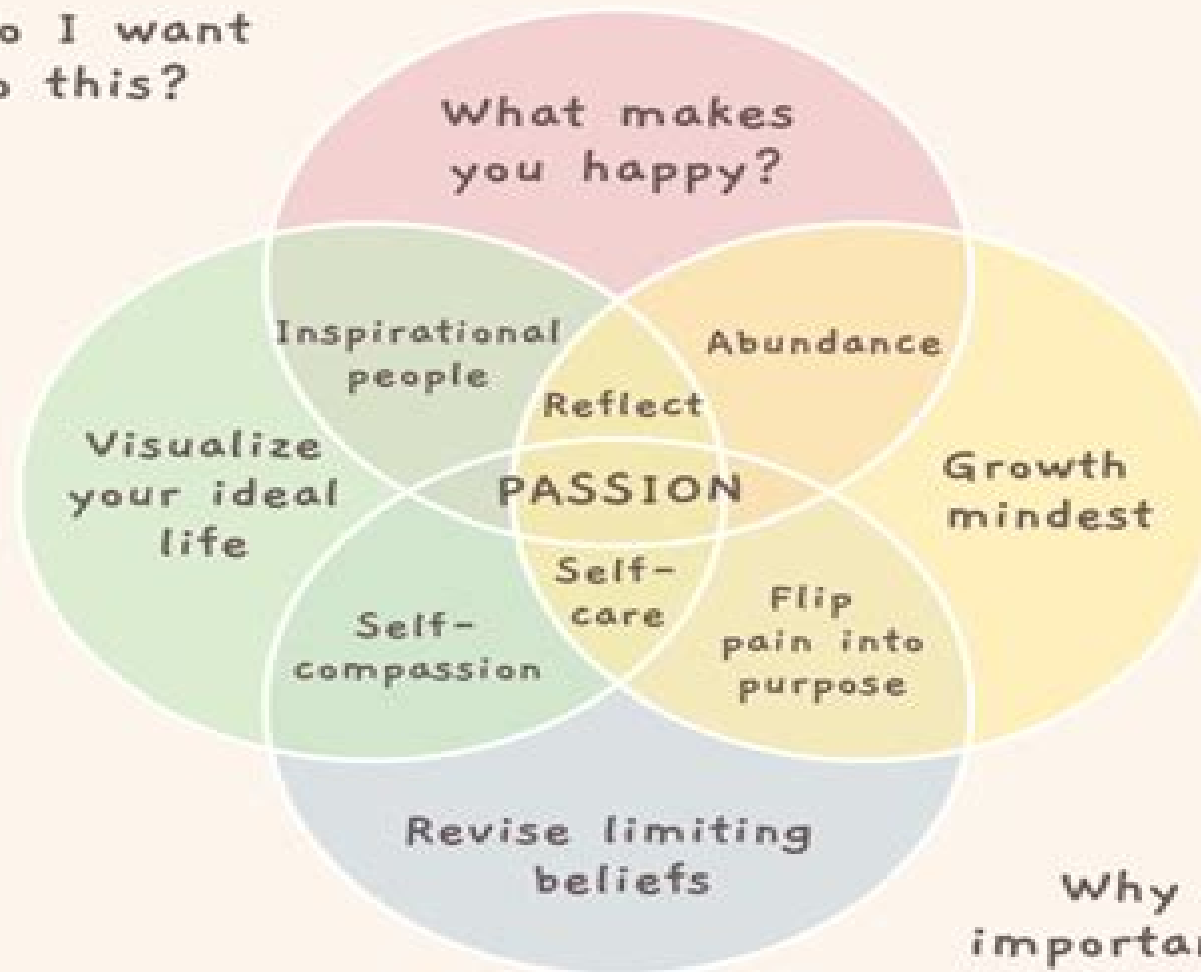 o I want
o this?
What makes
you happy?
Inspirational
people
Abundance
Reflect
Visualize
your ideal
life
PASSION
Growth
mindest
Self-
care
Self-
compassion
Flip
pain into
purpose
Revise limiting
beliefs
Why
importa